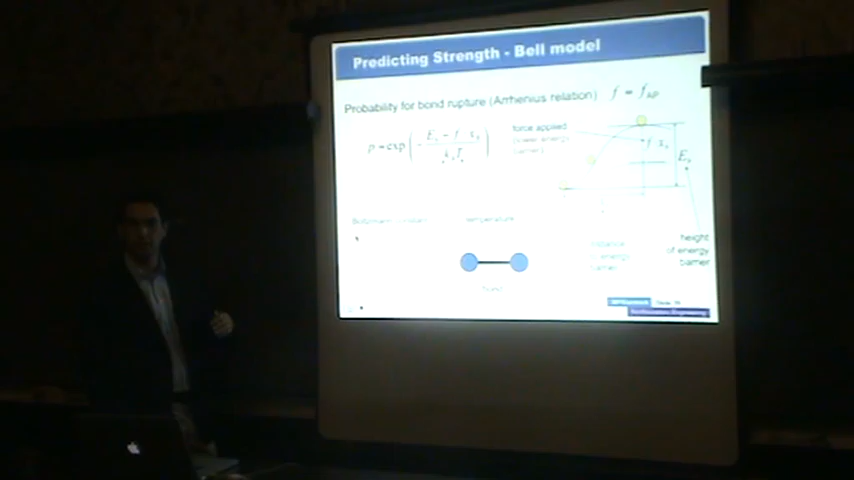 Predicting Strength - Bell model
Probability for bond rupture (Arrhenius relation) f = f_AP
force applied
(lower energy
barrier)
p = exp(- (E_b - f x_b) / (k_b T))
f x_b
E_b
Boltzmann constant temperature
height
distance of energy
energy barrier
barrier
bond